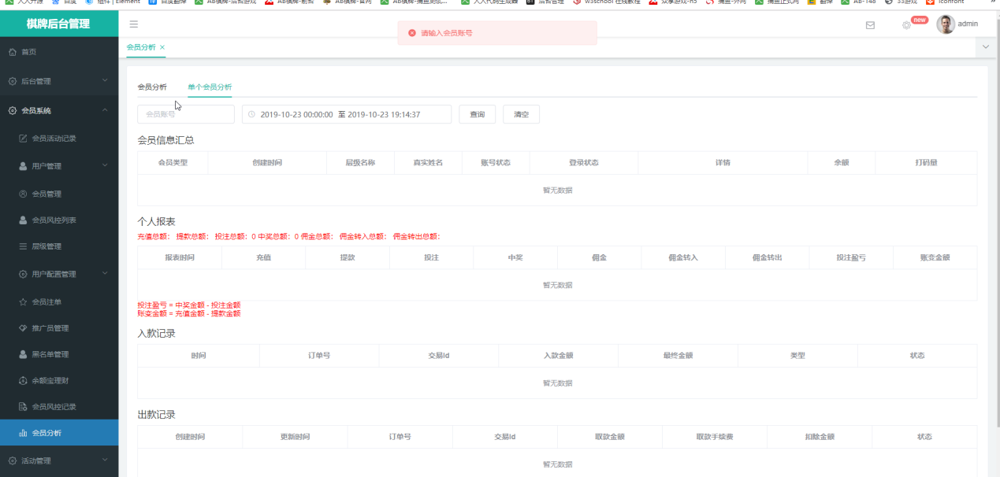 人人开源 百度 组件 | Element 百度翻译 AB棋牌-后台游戏 AB棋牌-前台 AB棋牌-官网 AB棋牌-捕鱼测试... 人人代码生成器 后台管理 w3school 在线教程 众享游戏-h5 捕鱼-外网 捕鱼正式网 翻译 AB-148 33游戏 iconfont
棋牌后台管理
请输入会员账号
new
admin
首页
会员分析 ×
后台管理
会员系统
会员活动记录
用户管理
会员管理
会员风控列表
层级管理
用户配置管理
会员注单
推广员管理
黑名单管理
余额宝理财
会员风控记录
会员分析
活动管理
会员分析 单个会员分析
会员账号 2019-10-23 00:00:00 至 2019-10-23 19:14:37 查询 清空
会员信息汇总
会员类型 创建时间 层级名称 真实姓名 账号状态 登录状态 详情 余额 打码量
暂无数据
个人报表
充值总额： 提款总额： 投注总额：0 中奖总额：0 佣金总额： 佣金转入总额： 佣金转出总额：
报表时间 充值 提款 投注 中奖 佣金 佣金转入 佣金转出 投注盈亏 账变金额
暂无数据
投注盈亏 = 中奖金额 - 投注金额
账变金额 = 充值金额 - 提款金额
入款记录
时间 订单号 交易Id 入款金额 最终金额 类型 状态
暂无数据
出款记录
创建时间 更新时间 订单号 交易Id 取款金额 取款手续费 扣除金额 状态
暂无数据